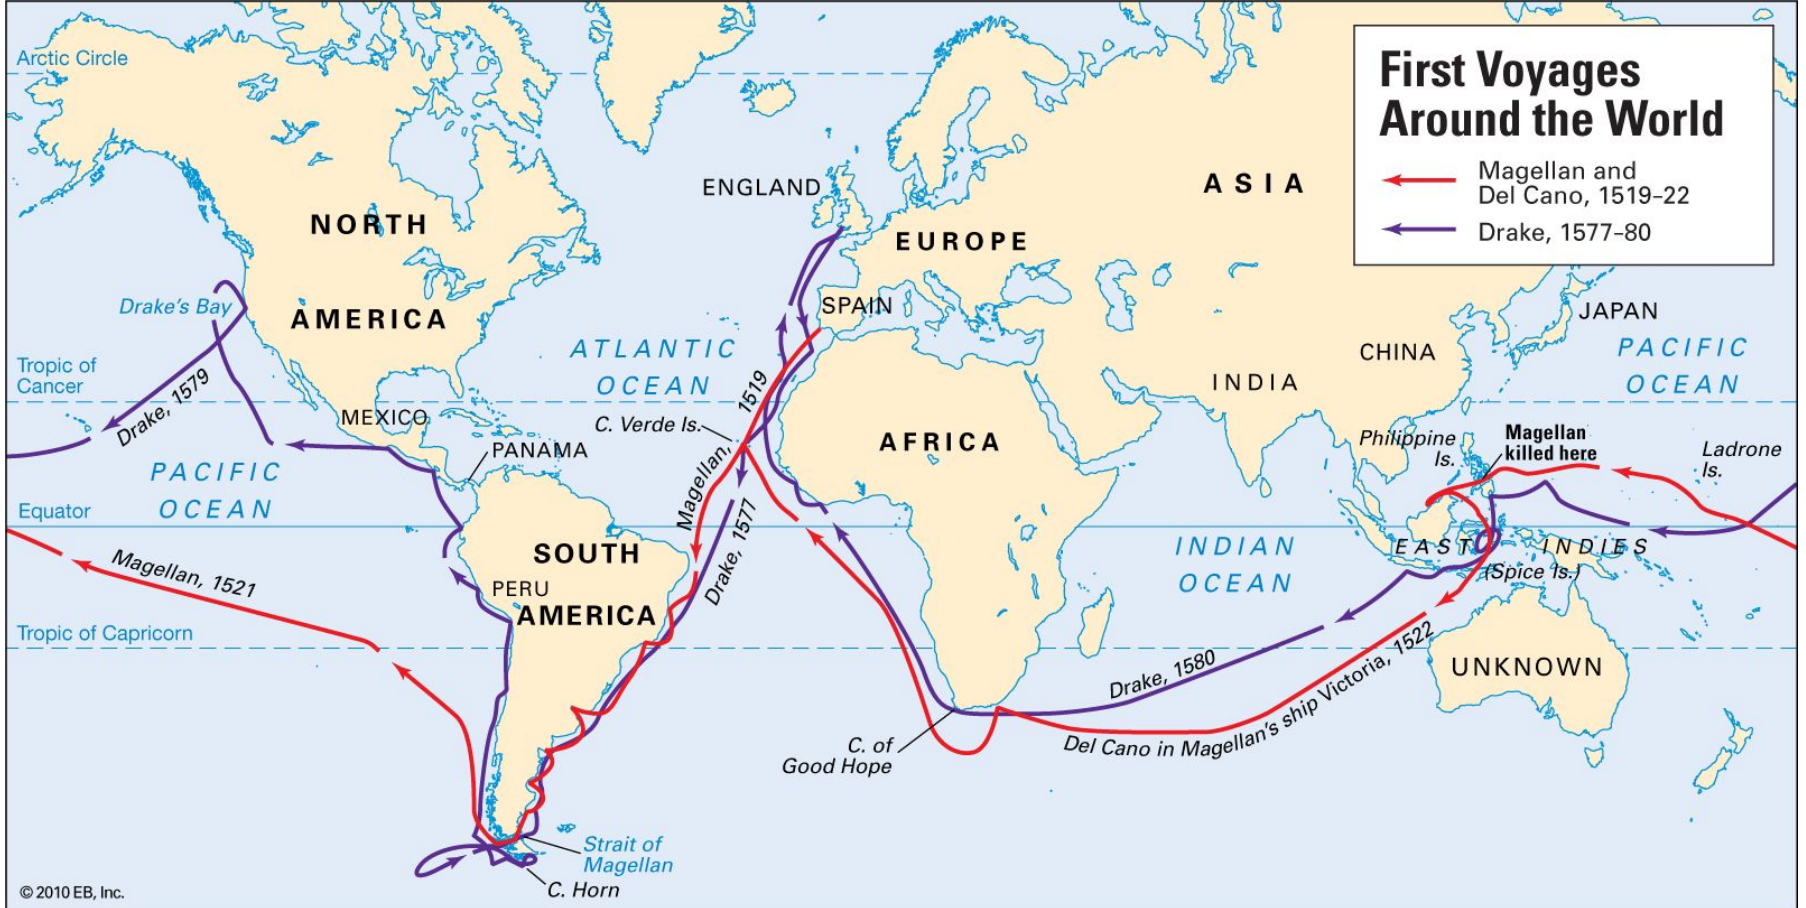 First Voyages
Around the World
Magellan and
Del Cano, 1519–22
Drake, 1577–80
Arctic Circle
ENGLAND
ASIA
NORTH
EUROPE
Drake's Bay
SPAIN
JAPAN
AMERICA
ATLANTIC
OCEAN
CHINA
PACIFIC
OCEAN
Tropic of
Cancer
INDIA
Drake, 1579
MEXICO
C. Verde Is.
Magellan, 1519
AFRICA
Philippine
Is.
Magellan
killed here
Ladrone
Is.
PANAMA
PACIFIC
OCEAN
Equator
Drake, 1577
SOUTH
INDIAN
OCEAN
EAST INDIES
(Spice Is.)
Magellan, 1521
PERU
AMERICA
Tropic of Capricorn
UNKNOWN
Drake, 1580
Del Cano in Magellan's ship Victoria, 1522
C. of
Good Hope
Strait of
Magellan
C. Horn
© 2010 EB, Inc.